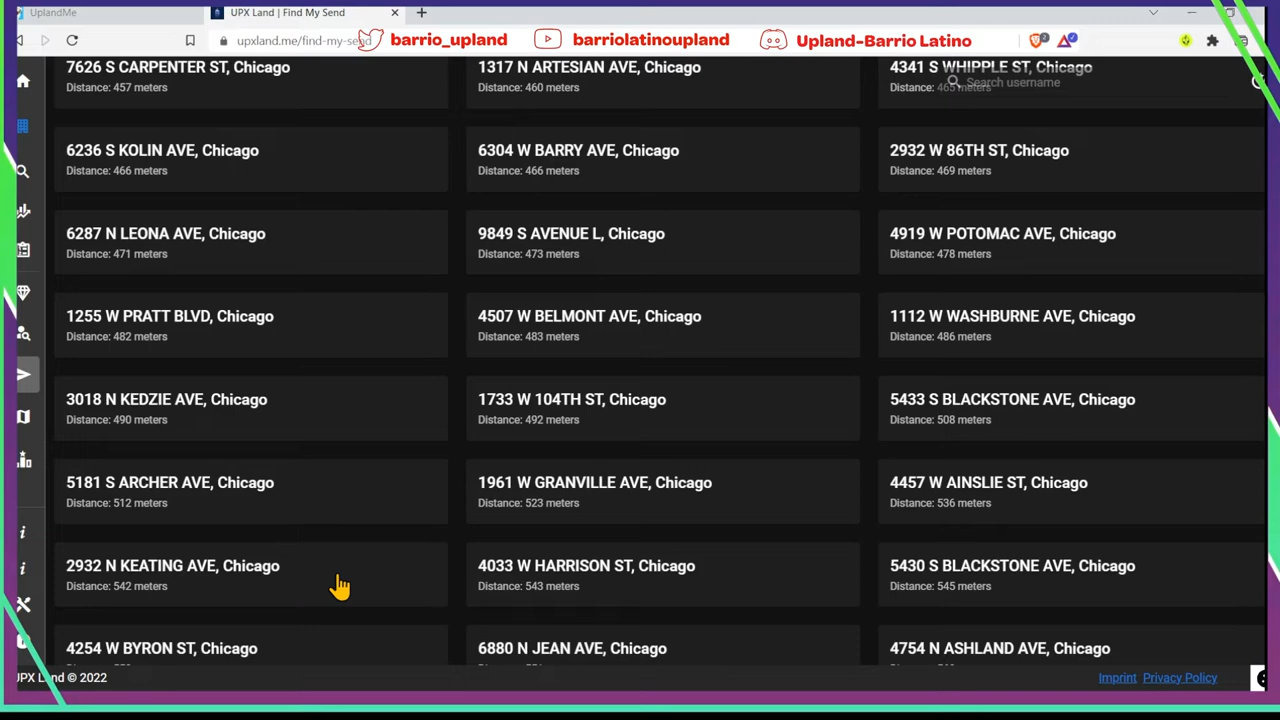 UplandMe
UPX Land | Find My Send
upxland.me/find-my-send
barrio_upland
barriolatinoupland
Upland-Barrio Latino
7626 S CARPENTER ST, Chicago
Distance: 457 meters
1317 N ARTESIAN AVE, Chicago
Distance: 460 meters
4341 S WHIPPLE ST, Chicago
Distance: 465 meters
Search username
6236 S KOLIN AVE, Chicago
Distance: 466 meters
6304 W BARRY AVE, Chicago
Distance: 466 meters
2932 W 86TH ST, Chicago
Distance: 469 meters
6287 N LEONA AVE, Chicago
Distance: 471 meters
9849 S AVENUE L, Chicago
Distance: 473 meters
4919 W POTOMAC AVE, Chicago
Distance: 478 meters
1255 W PRATT BLVD, Chicago
Distance: 482 meters
4507 W BELMONT AVE, Chicago
Distance: 483 meters
1112 W WASHBURNE AVE, Chicago
Distance: 486 meters
3018 N KEDZIE AVE, Chicago
Distance: 490 meters
1733 W 104TH ST, Chicago
Distance: 492 meters
5433 S BLACKSTONE AVE, Chicago
Distance: 508 meters
5181 S ARCHER AVE, Chicago
Distance: 512 meters
1961 W GRANVILLE AVE, Chicago
Distance: 523 meters
4457 W AINSLIE ST, Chicago
Distance: 536 meters
2932 N KEATING AVE, Chicago
Distance: 542 meters
4033 W HARRISON ST, Chicago
Distance: 543 meters
5430 S BLACKSTONE AVE, Chicago
Distance: 545 meters
4254 W BYRON ST, Chicago
6880 N JEAN AVE, Chicago
4754 N ASHLAND AVE, Chicago
UPX Land © 2022
Imprint
Privacy Policy